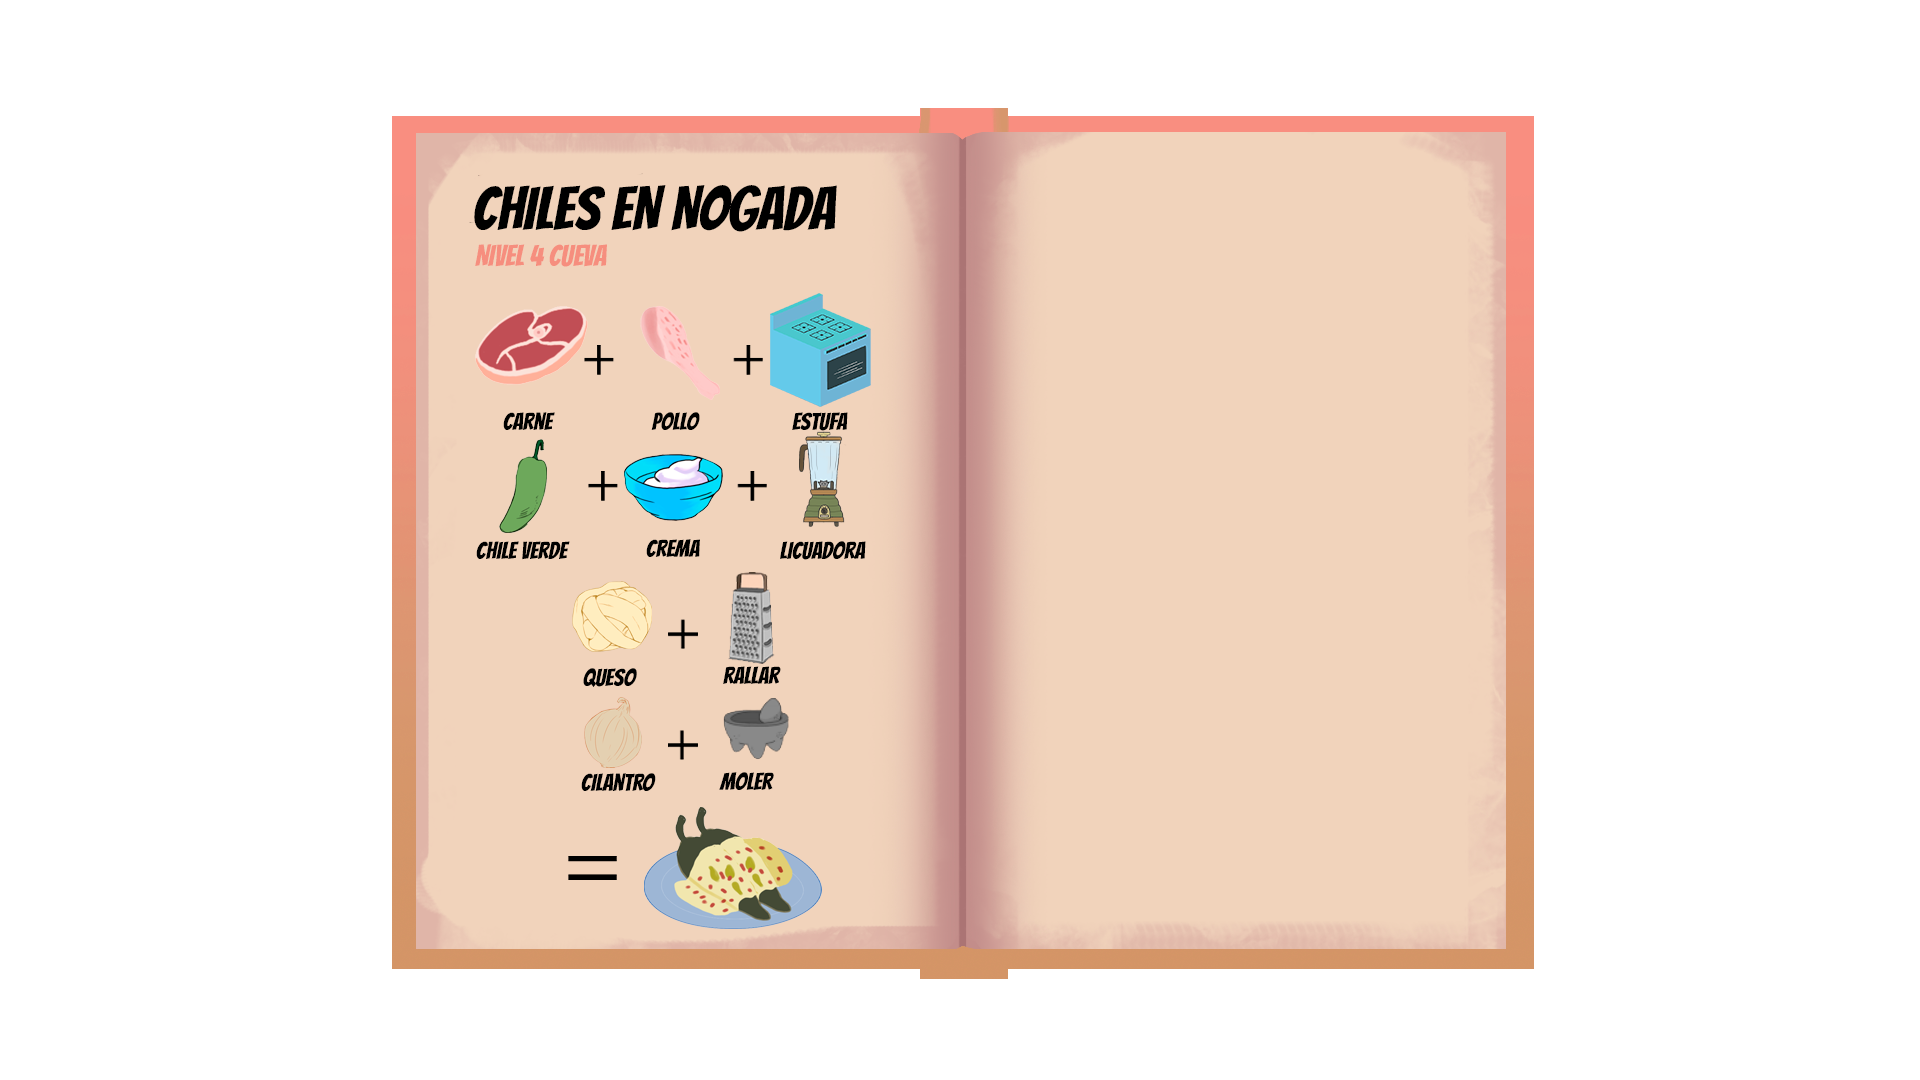 CHILES EN NOGADA
NIVEL 4 CUEVA
+ +
CARNE POLLO ESTUFA
+ +
CHILE VERDE CREMA LICUADORA
+
QUESO RALLAR
+
CILANTRO MOLER
=